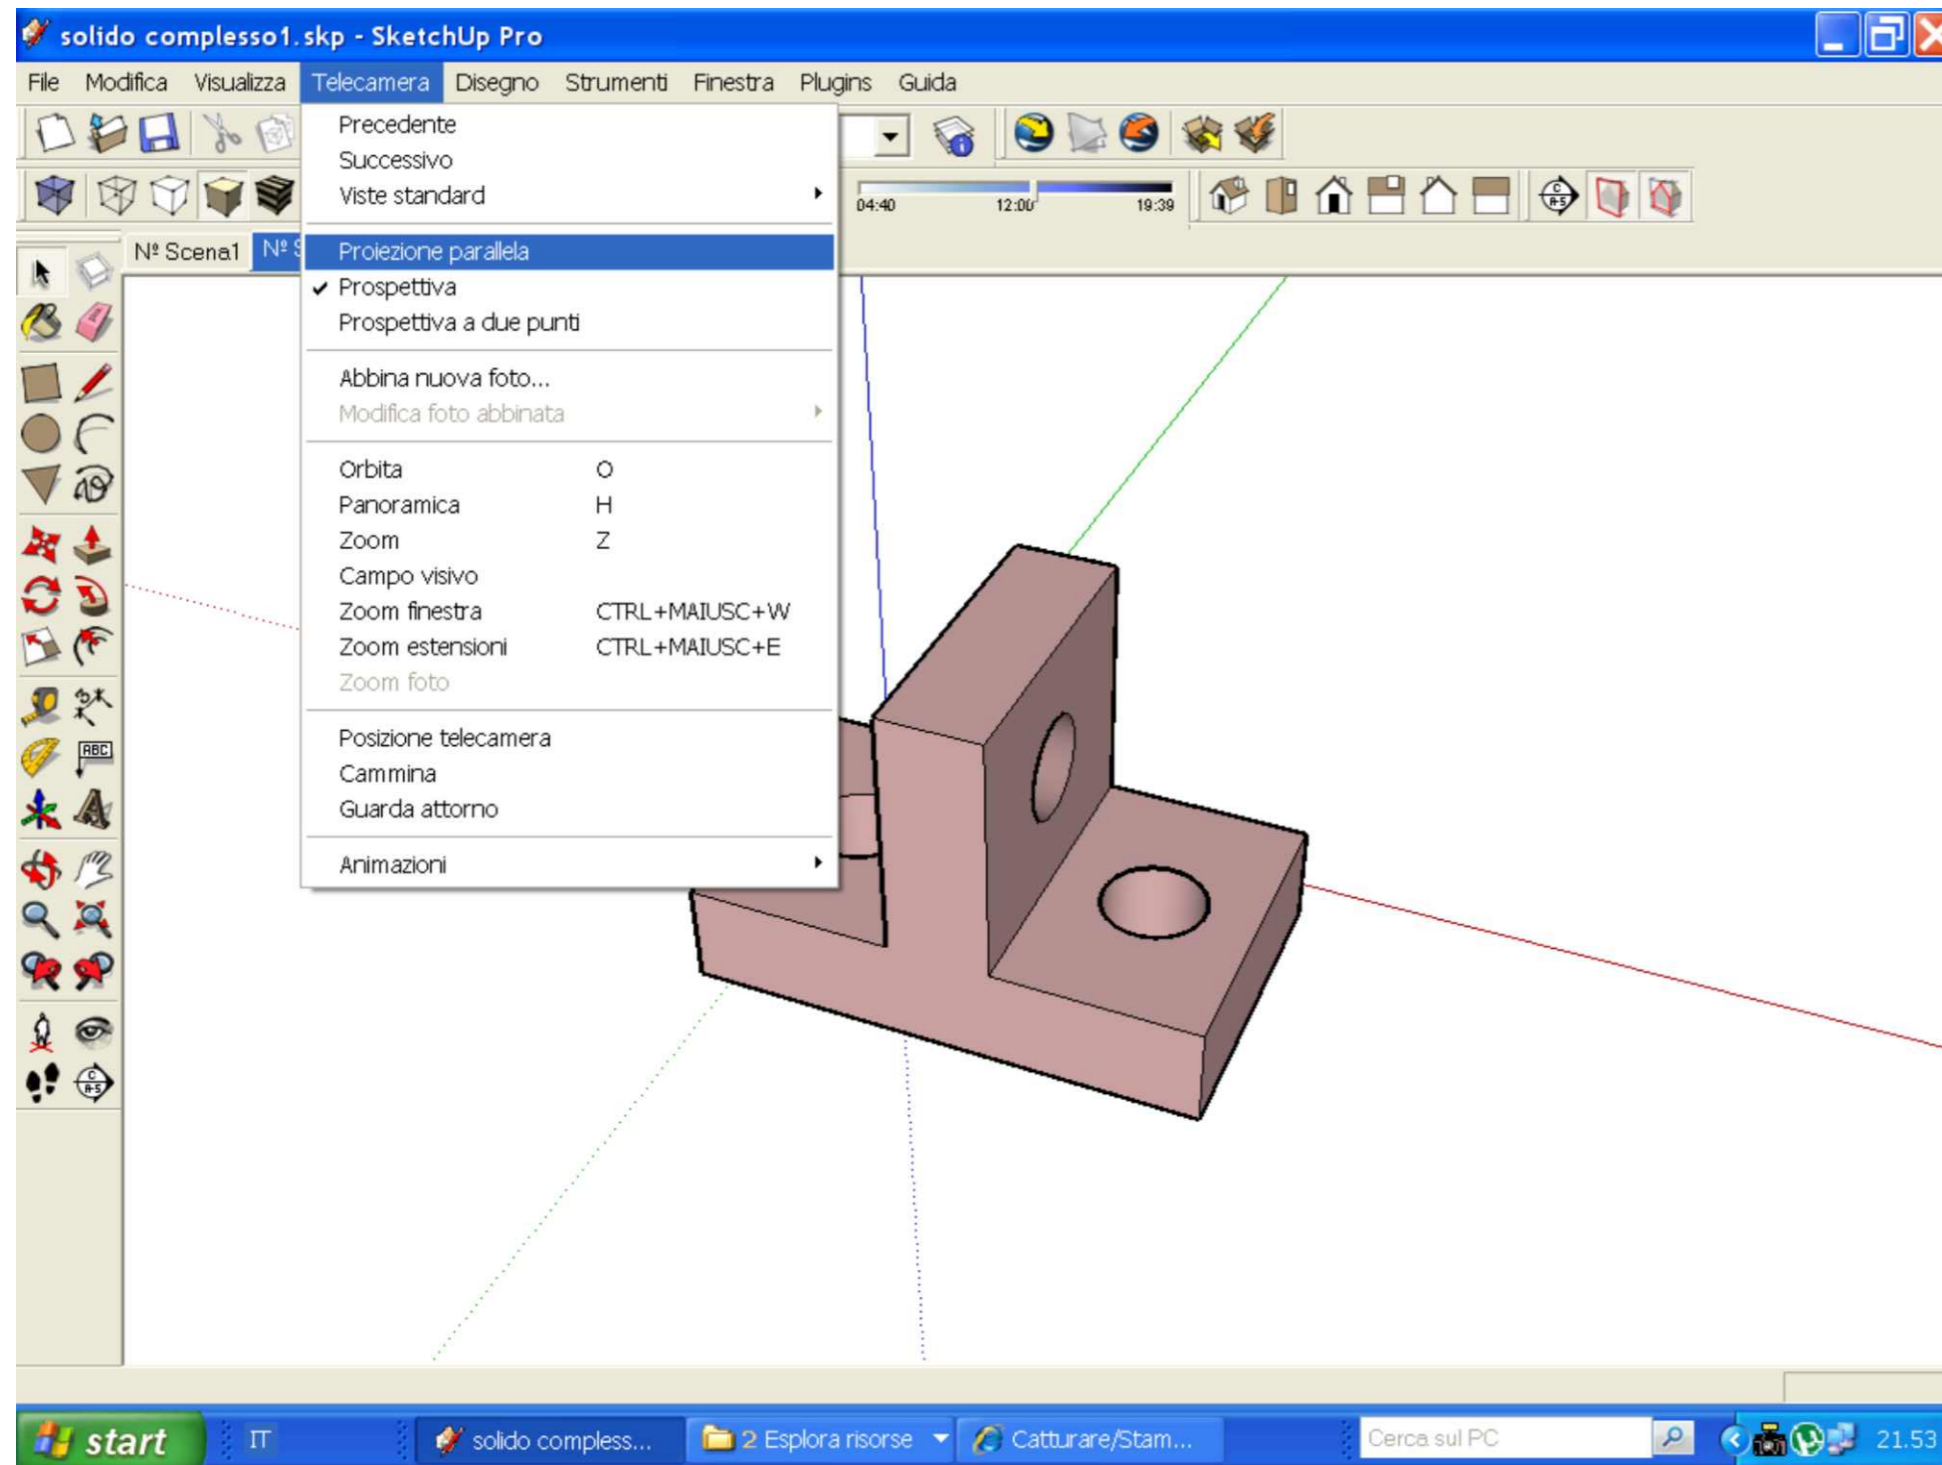 solido complesso1.skp - SketchUp Pro
File Modifica Visualizza Telecamera Disegno Strumenti Finestra Plugins Guida
Precedente
Successivo
Viste standard
04:40 12:00 19:39
Nº Scena1 Nº
Proiezione parallela
Prospettiva
Prospettiva a due punti
Abbina nuova foto...
Modifica foto abbinata
Orbita O
Panoramica H
Zoom Z
Campo visivo
Zoom finestra CTRL+MAIUSC+W
Zoom estensioni CTRL+MAIUSC+E
Zoom foto
ABC
Posizione telecamera
Cammina
Guarda attorno
Animazioni
start IT solido compless... 2 Esplora risorse Catturare/Stam... Cerca sul PC 21.53